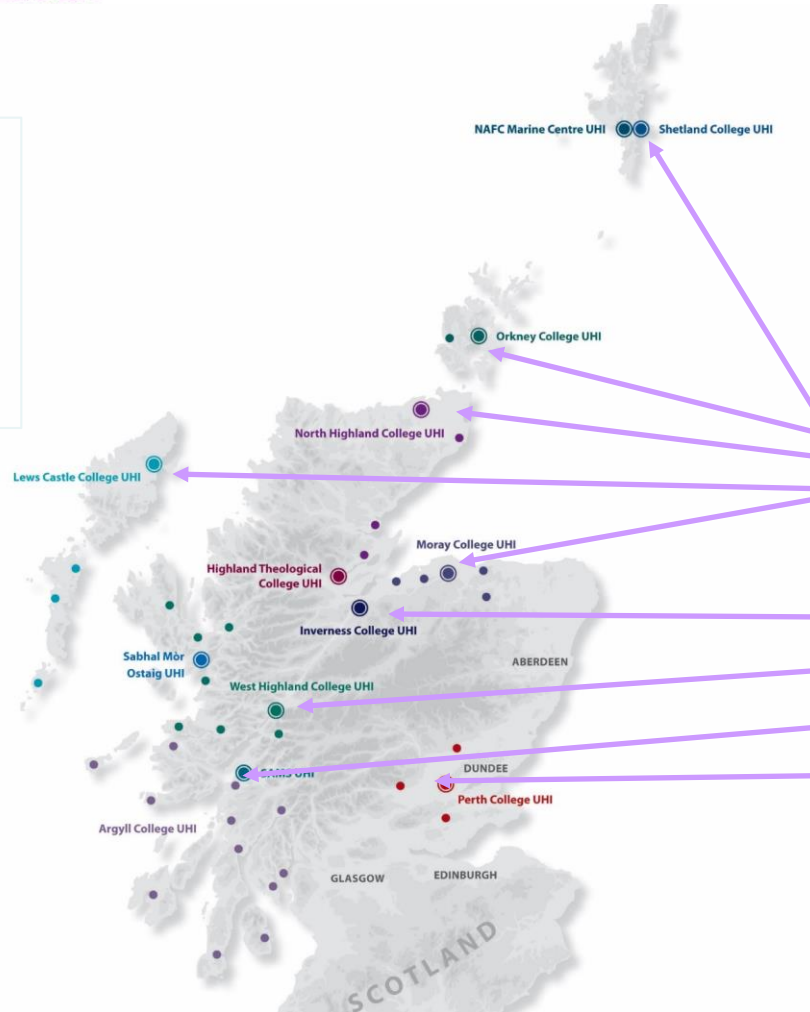 NAFC Marine Centre UHI
Shetland College UHI
Orkney College UHI
North Highland College UHI
Lews Castle College UHI
Moray College UHI
Highland Theological
College UHI
Inverness College UHI
Sabhal Mòr
Ostaig UHI
ABERDEEN
West Highland College UHI
SAMS UHI
DUNDEE
Perth College UHI
Argyll College UHI
GLASGOW
EDINBURGH
SCOTLAND